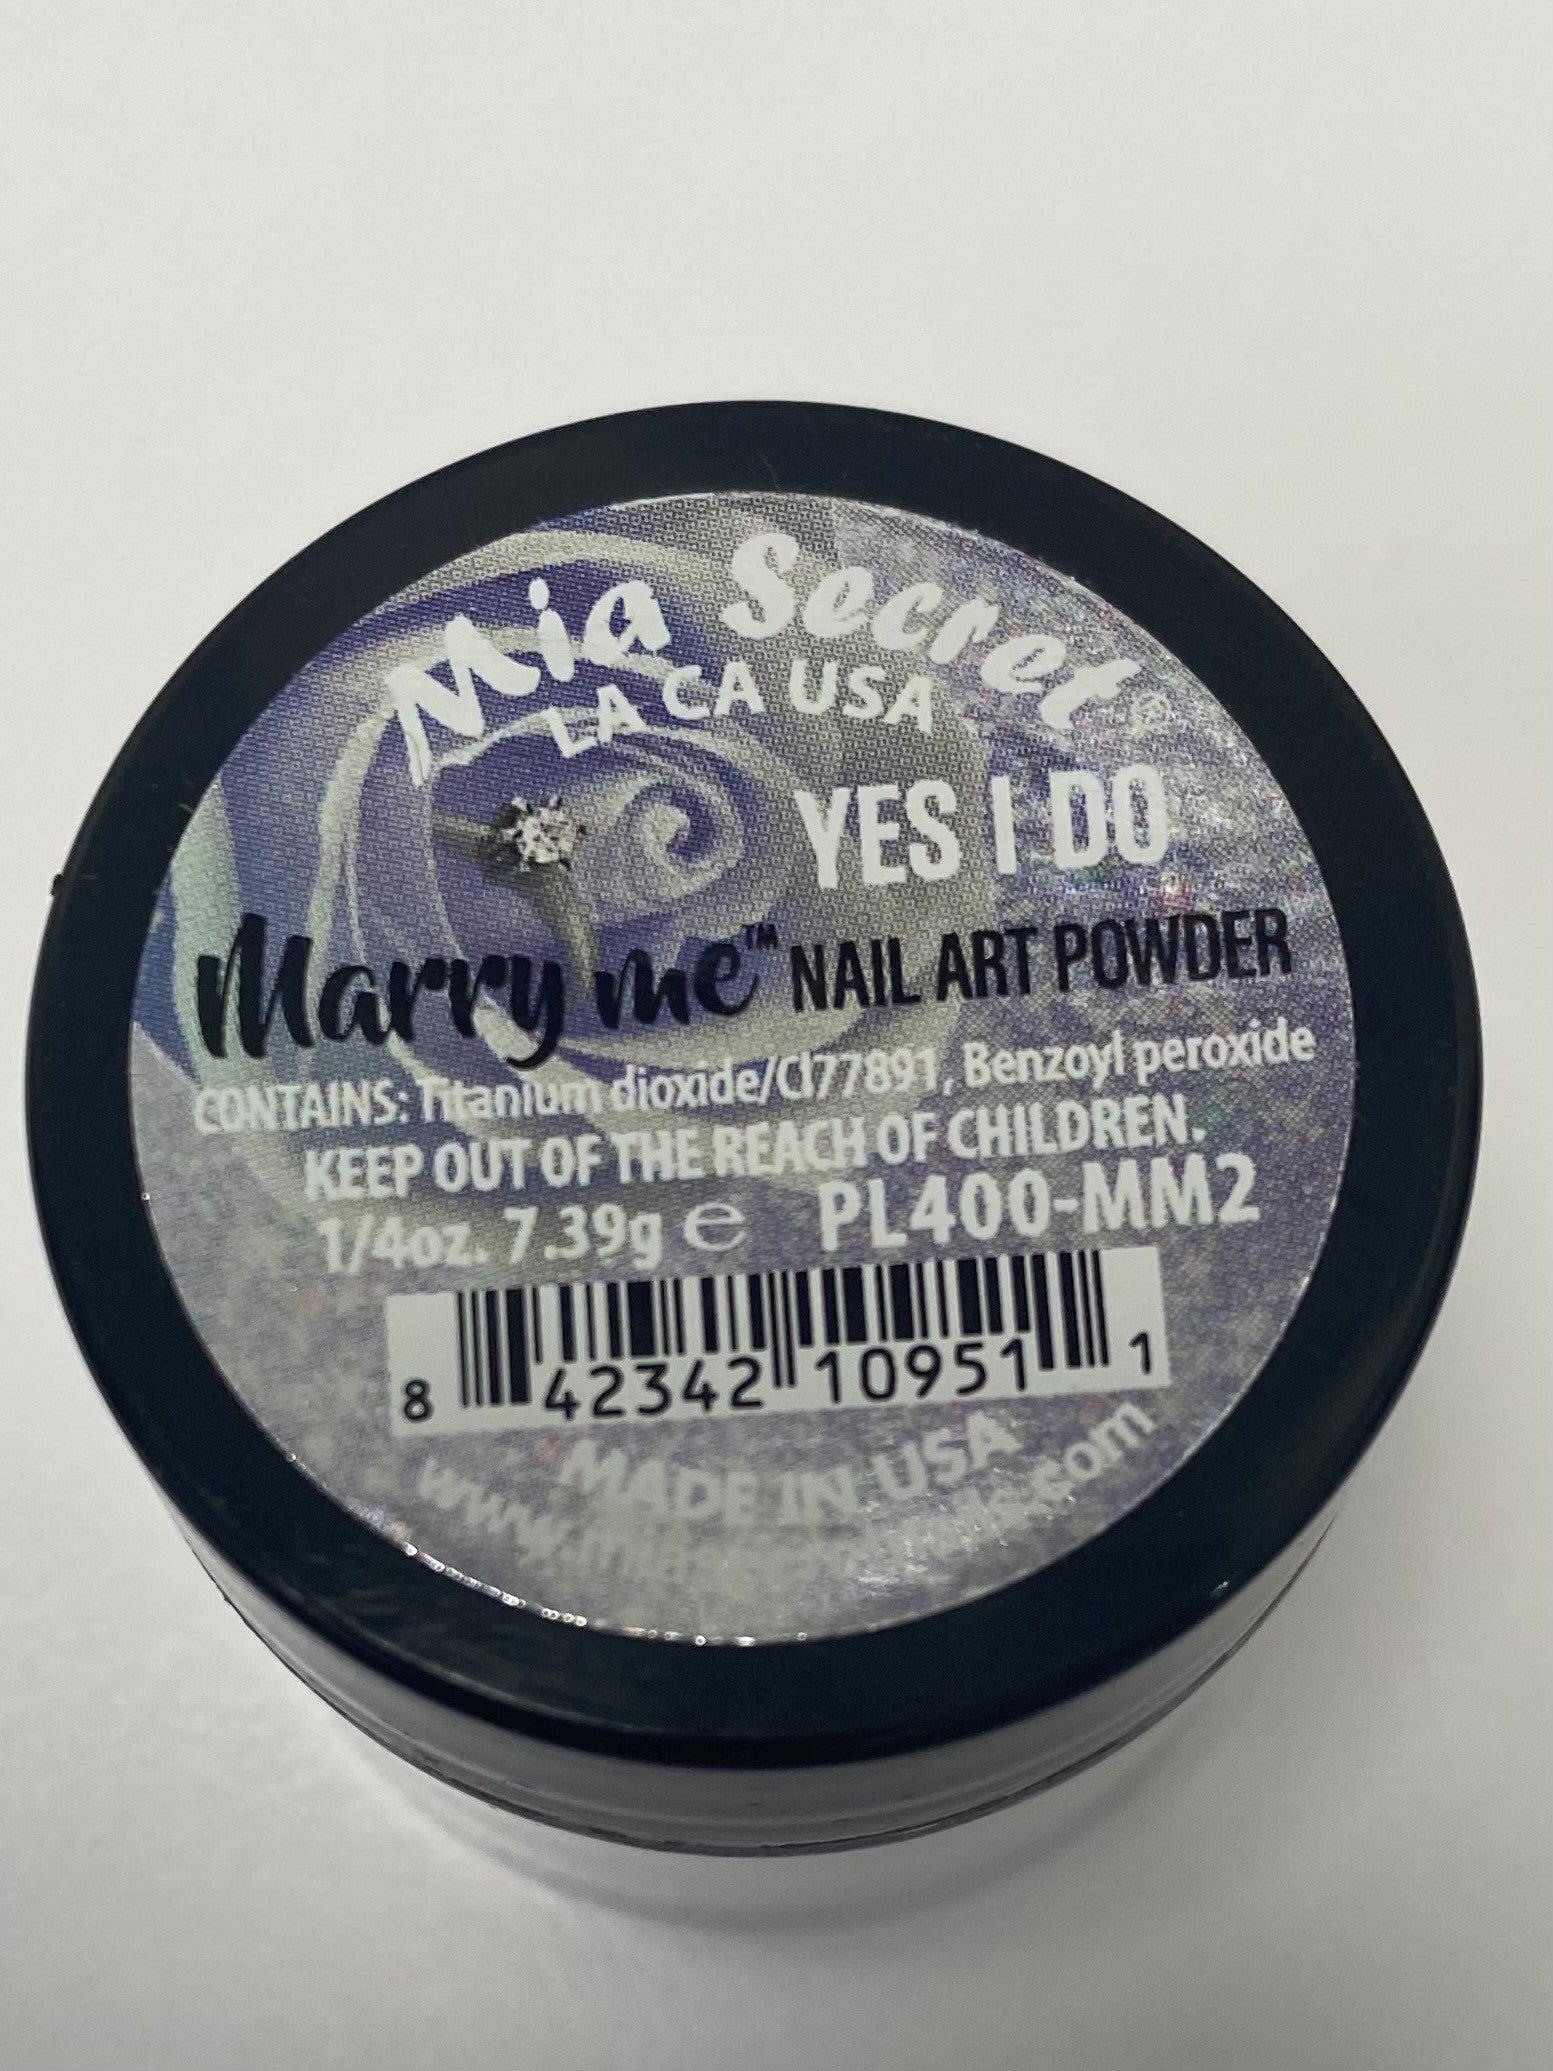 Mia Secret®
LA CA USA
YES I DO
Marry me™ NAIL ART POWDER
CONTAINS: Titanium dioxide/CI77891, Benzoyl peroxide
KEEP OUT OF THE REACH OF CHILDREN.
1/4oz. 7.39g ℮ PL400-MM2
8 42342 10951 1
MADE IN USA